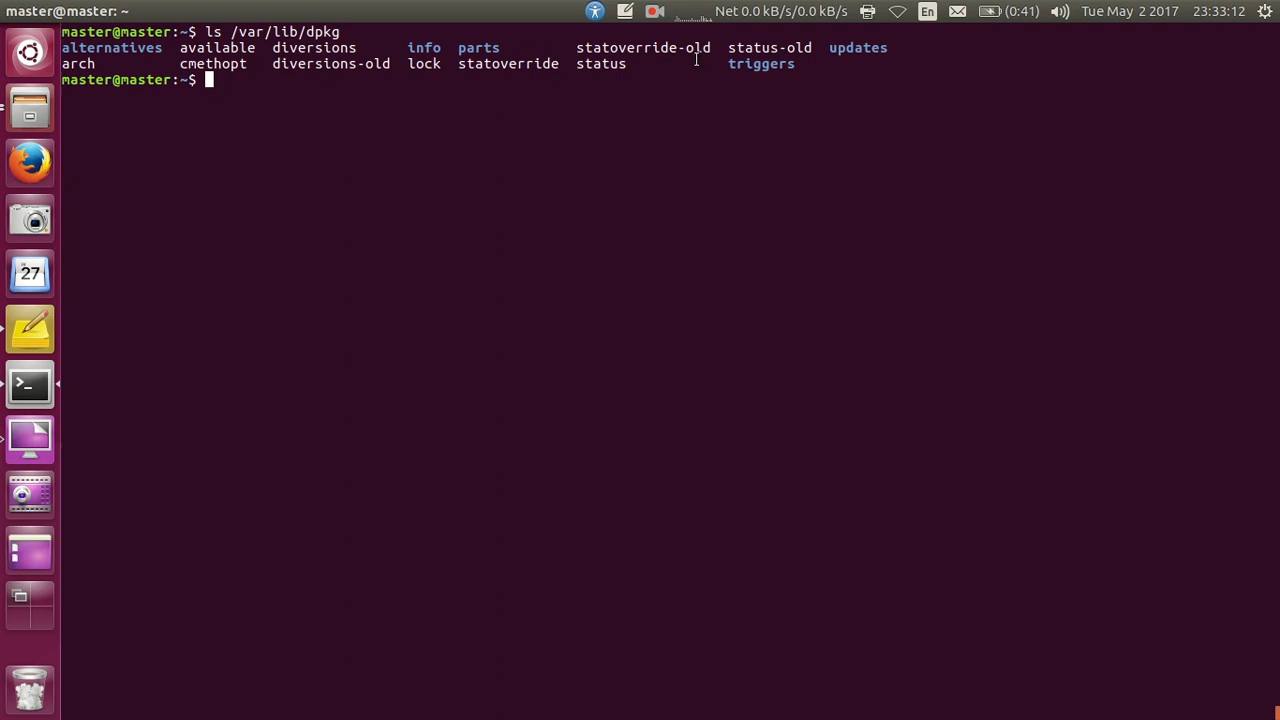 master@master: ~
Net 0.0 kB/s/0.0 kB/s En (0:41) Tue May 2 2017 23:33:12
master@master:~$ ls /var/lib/dpkg
alternatives available diversions info parts statoverride-old status-old updates
arch cmethopt diversions-old lock statoverride status triggers
master@master:~$
27
>_